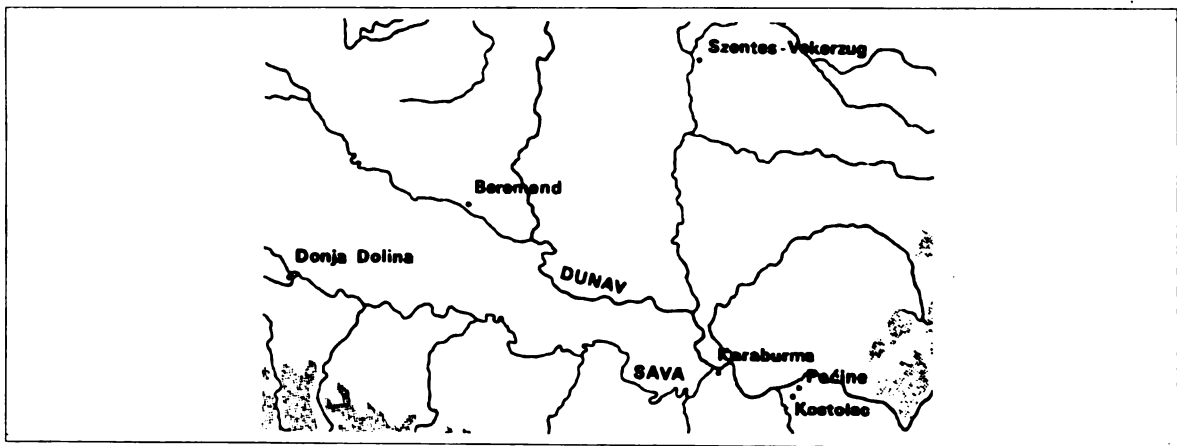 Szentes-Vekerzug
Beremend
Donja Dolina
DUNAV
Karaburma
SAVA
Pećine
Kostolac